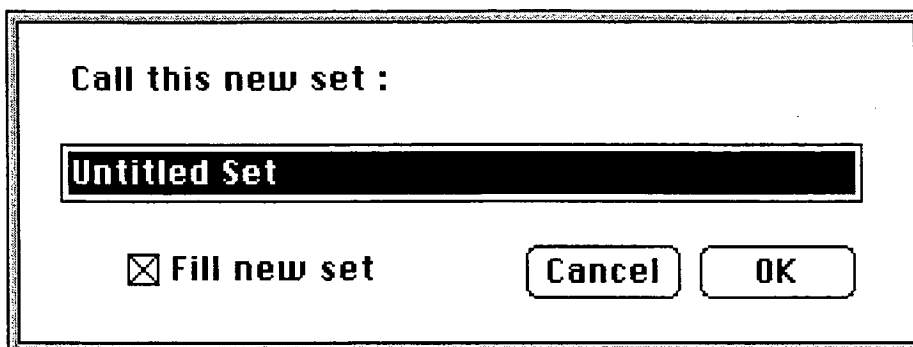 Call this new set :
Untitled Set
Fill new set
Cancel
OK